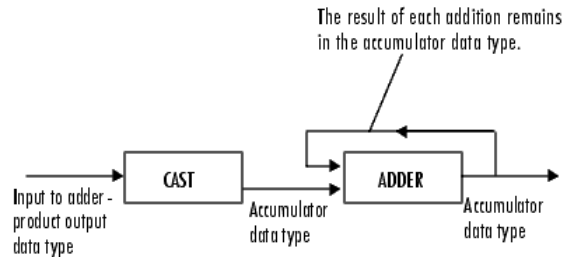 The result of each addition remains
in the accumulator data type.
CAST
ADDER
Input to adder -
product output
data type
Accumulator
data type
Accumulator
data type